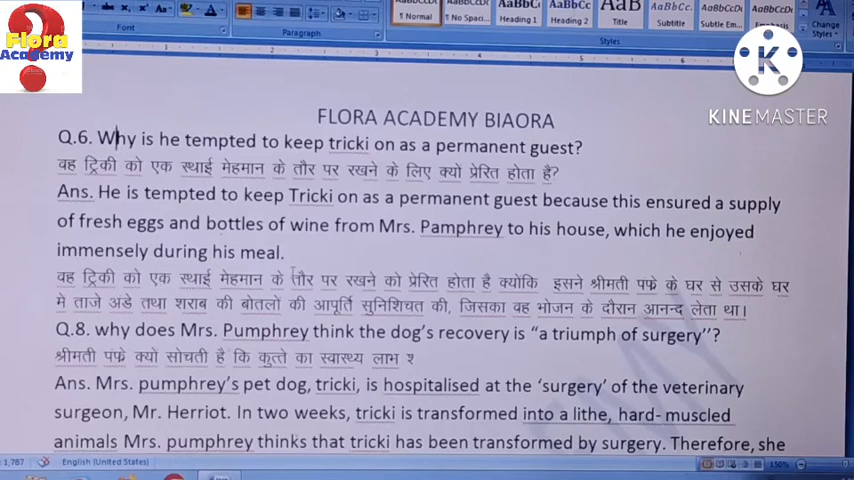 Flora
Academy
Font
Paragraph
Styles
¶ Normal
¶ No Spaci...
Heading 1
Heading 2
Title
Subtitle
Subtle Em...
Change
Styles
K
KINEMASTER
FLORA ACADEMY BIAORA
Q.6. Why is he tempted to keep tricki on as a permanent guest?
वह ट्रिकी को एक स्थाई मेहमान के तौर पर रखने के लिए क्यो प्रेरित होता है?
Ans. He is tempted to keep Tricki on as a permanent guest because this ensured a supply
of fresh eggs and bottles of wine from Mrs. Pamphrey to his house, which he enjoyed
immensely during his meal.
वह ट्रिकी को एक स्थाई मेहमान के तौर पर रखने को प्रेरित होता है क्योंकि इसने श्रीमती पफ्रे के घर से उसके घर
मे ताजे अंडे तथा शराब की बोतलों की आपूर्ति सुनिशचित की, जिसका वह भोजन के दौरान आनन्द लेता था।
Q.8. why does Mrs. Pumphrey think the dog's recovery is "a triumph of surgery"?
श्रीमती पंफ्रे क्यो सोचती है कि कुत्ते का स्वास्थ्य लाभ श
Ans. Mrs. pumphrey's pet dog, tricki, is hospitalised at the 'surgery' of the veterinary
surgeon, Mr. Herriot. In two weeks, tricki is transformed into a lithe, hard- muscled
animals Mrs. pumphrey thinks that tricki has been transformed by surgery. Therefore, she
1,787
English (United States)
150%